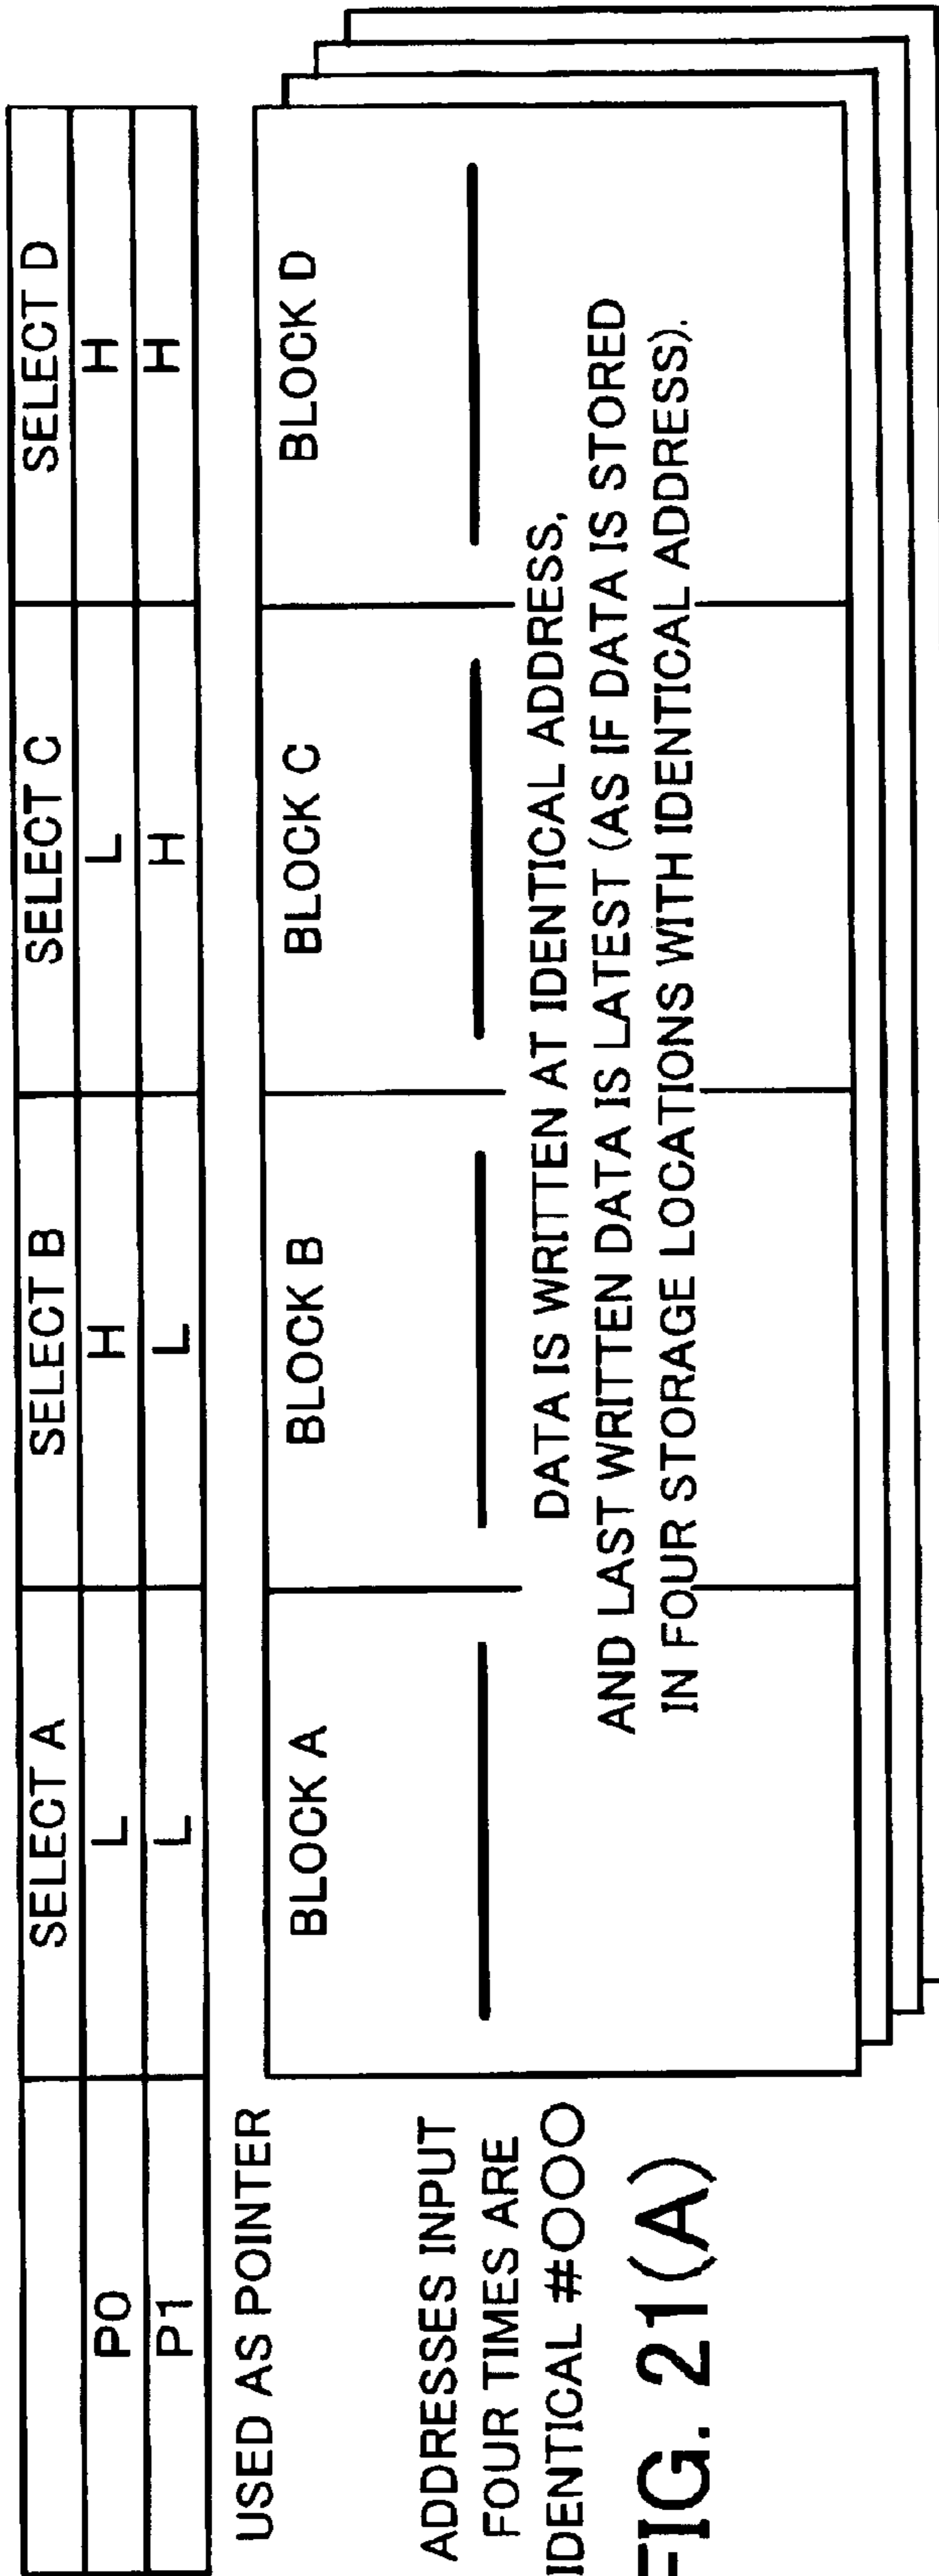 SELECT A SELECT B SELECT C SELECT D
P0 L H L H
P1 L L H H
USED AS POINTER
BLOCK A BLOCK B BLOCK C BLOCK D
ADDRESSES INPUT
FOUR TIMES ARE
IDENTICAL #○○○
DATA IS WRITTEN AT IDENTICAL ADDRESS,
AND LAST WRITTEN DATA IS LATEST (AS IF DATA IS STORED
IN FOUR STORAGE LOCATIONS WITH IDENTICAL ADDRESS).
FIG. 21(A)